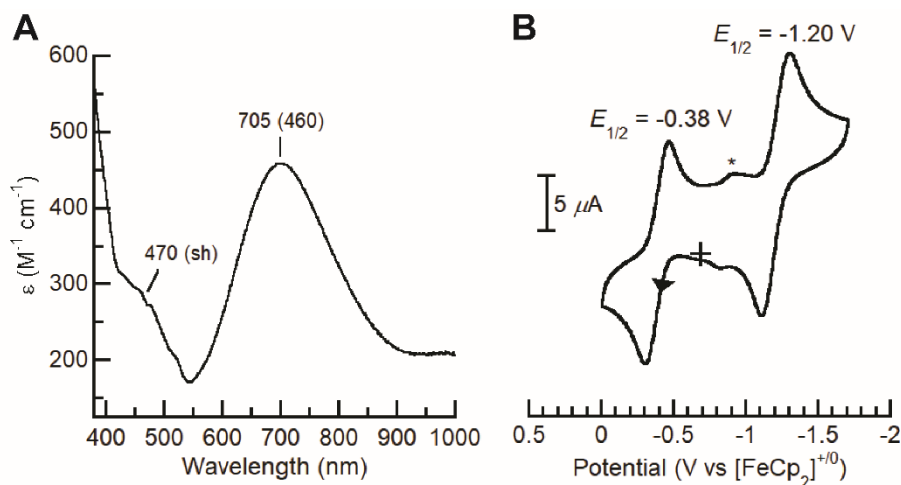 A
600
500
400
300
200
ε (M⁻¹ cm⁻¹)
705 (460)
470 (sh)
400 500 600 700 800 900 1000
Wavelength (nm)
B
E₁/₂ = -1.20 V
E₁/₂ = -0.38 V
*
5 μA
0.5 0 -0.5 -1 -1.5 -2
Potential (V vs [FeCp₂]⁺/⁰)